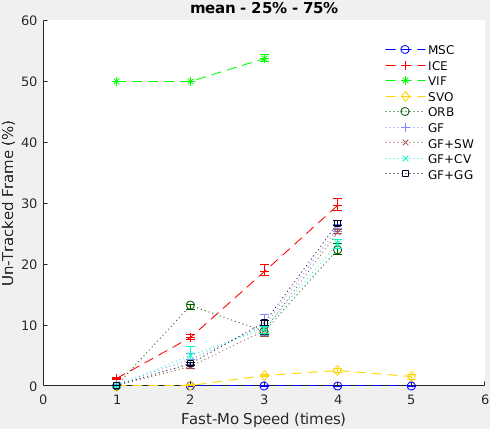 mean - 25% - 75%
60
50
40
30
20
10
0
Un-Tracked Frame (%)
MSC
ICE
VIF
SVO
ORB
GF
GF+SW
GF+CV
GF+GG
0 1 2 3 4 5 6
Fast-Mo Speed (times)